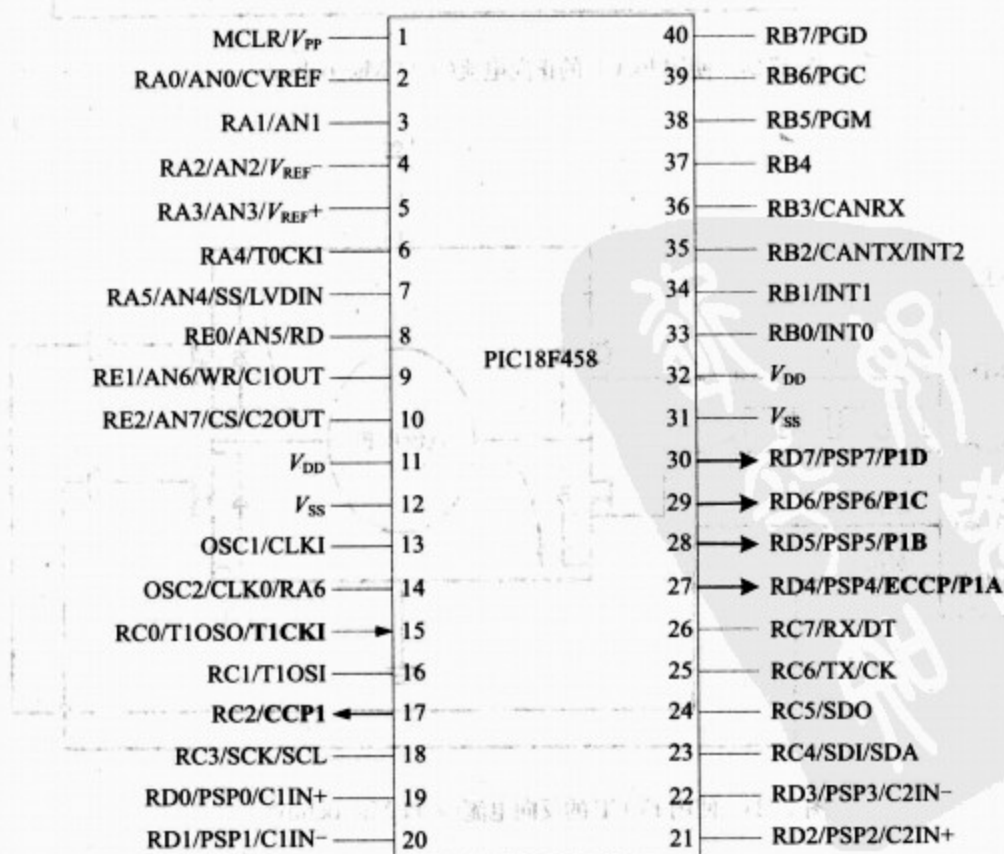 MCLR/VPP 1
RA0/AN0/CVREF 2
RA1/AN1 3
RA2/AN2/VREF- 4
RA3/AN3/VREF+ 5
RA4/T0CKI 6
RA5/AN4/SS/LVDIN 7
RE0/AN5/RD 8
RE1/AN6/WR/C1OUT 9
RE2/AN7/CS/C2OUT 10
VDD 11
VSS 12
OSC1/CLKI 13
OSC2/CLK0/RA6 14
RC0/T1OSO/T1CKI 15
RC1/T1OSI 16
RC2/CCP1 17
RC3/SCK/SCL 18
RD0/PSP0/C1IN+ 19
RD1/PSP1/C1IN- 20
PIC18F458
40 RB7/PGD
39 RB6/PGC
38 RB5/PGM
37 RB4
36 RB3/CANRX
35 RB2/CANTX/INT2
34 RB1/INT1
33 RB0/INT0
32 VDD
31 VSS
30 RD7/PSP7/P1D
29 RD6/PSP6/P1C
28 RD5/PSP5/P1B
27 RD4/PSP4/ECCP/P1A
26 RC7/RX/DT
25 RC6/TX/CK
24 RC5/SDO
23 RC4/SDI/SDA
22 RD3/PSP3/C2IN-
21 RD2/PSP2/C2IN+